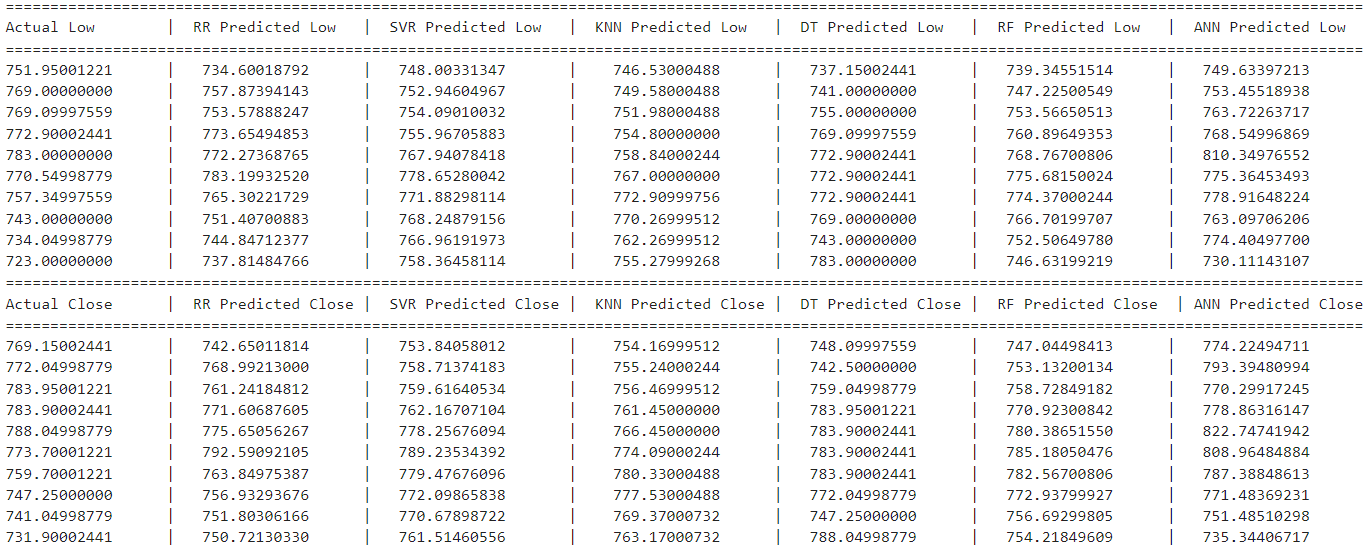 Actual Low | RR Predicted Low | SVR Predicted Low | KNN Predicted Low | DT Predicted Low | RF Predicted Low | ANN Predicted Low
751.95001221 | 734.60018792 | 748.00331347 | 746.53000488 | 737.15002441 | 739.34551514 | 749.63397213
769.00000000 | 757.87394143 | 752.94604967 | 749.58000488 | 741.00000000 | 747.22500549 | 753.45518938
769.09997559 | 753.57888247 | 754.09010032 | 751.98000488 | 755.00000000 | 753.56650513 | 763.72263717
772.90002441 | 773.65494853 | 755.96705883 | 754.80000000 | 769.09997559 | 760.89649353 | 768.54996869
783.00000000 | 772.27368765 | 767.94078418 | 758.84000244 | 772.90002441 | 768.76700806 | 810.34976552
770.54998779 | 783.19932520 | 778.65280042 | 767.00000000 | 772.90002441 | 775.68150024 | 775.36453493
757.34997559 | 765.30221729 | 771.88298114 | 772.90999756 | 772.90002441 | 774.37000244 | 778.91648224
743.00000000 | 751.40700883 | 768.24879156 | 770.26999512 | 769.00000000 | 766.70199707 | 763.09706206
734.04998779 | 744.84712377 | 766.96191973 | 762.26999512 | 743.00000000 | 752.50649780 | 774.40497700
723.00000000 | 737.81484766 | 758.36458114 | 755.27999268 | 783.00000000 | 746.63199219 | 730.11143107
Actual Close | RR Predicted Close | SVR Predicted Close | KNN Predicted Close | DT Predicted Close | RF Predicted Close | ANN Predicted Close
769.15002441 | 742.65011814 | 753.84058012 | 754.16999512 | 748.09997559 | 747.04498413 | 774.22494711
772.04998779 | 768.99213000 | 758.71374183 | 755.24000244 | 742.50000000 | 753.13200134 | 793.39480994
783.95001221 | 761.24184812 | 759.61640534 | 756.46999512 | 759.04998779 | 758.72849182 | 770.29917245
783.90002441 | 771.60687605 | 762.16707104 | 761.45000000 | 783.95001221 | 770.92300842 | 778.86316147
788.04998779 | 775.65056267 | 778.25676094 | 766.45000000 | 783.90002441 | 780.38651550 | 822.74741942
773.70001221 | 792.59092105 | 789.23534392 | 774.09000244 | 783.90002441 | 785.18050476 | 808.96484884
759.70001221 | 763.84975387 | 779.47676096 | 780.33000488 | 783.90002441 | 782.56700806 | 787.38848613
747.25000000 | 756.93293676 | 772.09865838 | 777.53000488 | 772.04998779 | 772.93799927 | 771.48369231
741.04998779 | 751.80306166 | 770.67898722 | 769.37000732 | 747.25000000 | 756.69299805 | 751.48510298
731.90002441 | 750.72130330 | 761.51460556 | 763.17000732 | 788.04998779 | 754.21849609 | 735.34406717